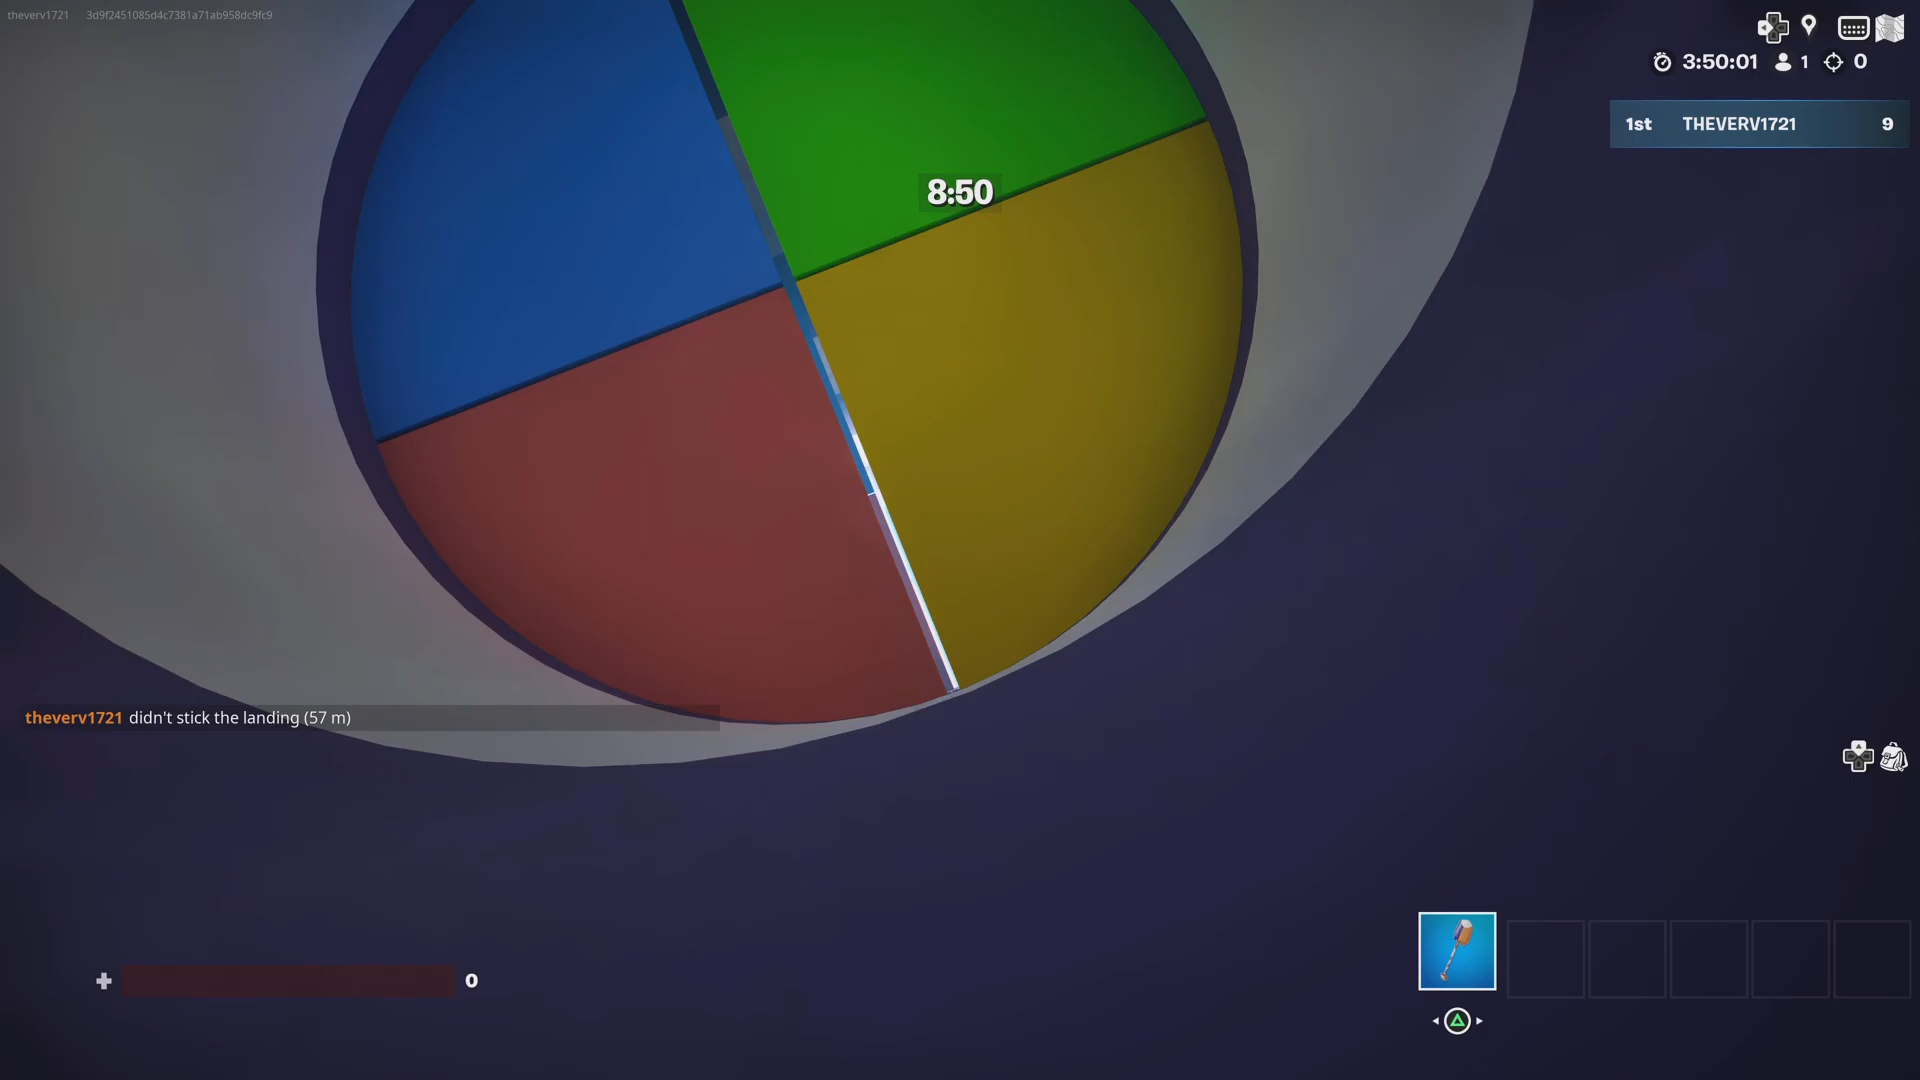 theverv1721 3d9f2451085d4c7381a71ab958dc9fc9
3:50:01 1 0
1st THEVERV1721 9
8:50
theverv1721 didn't stick the landing (57 m)
0